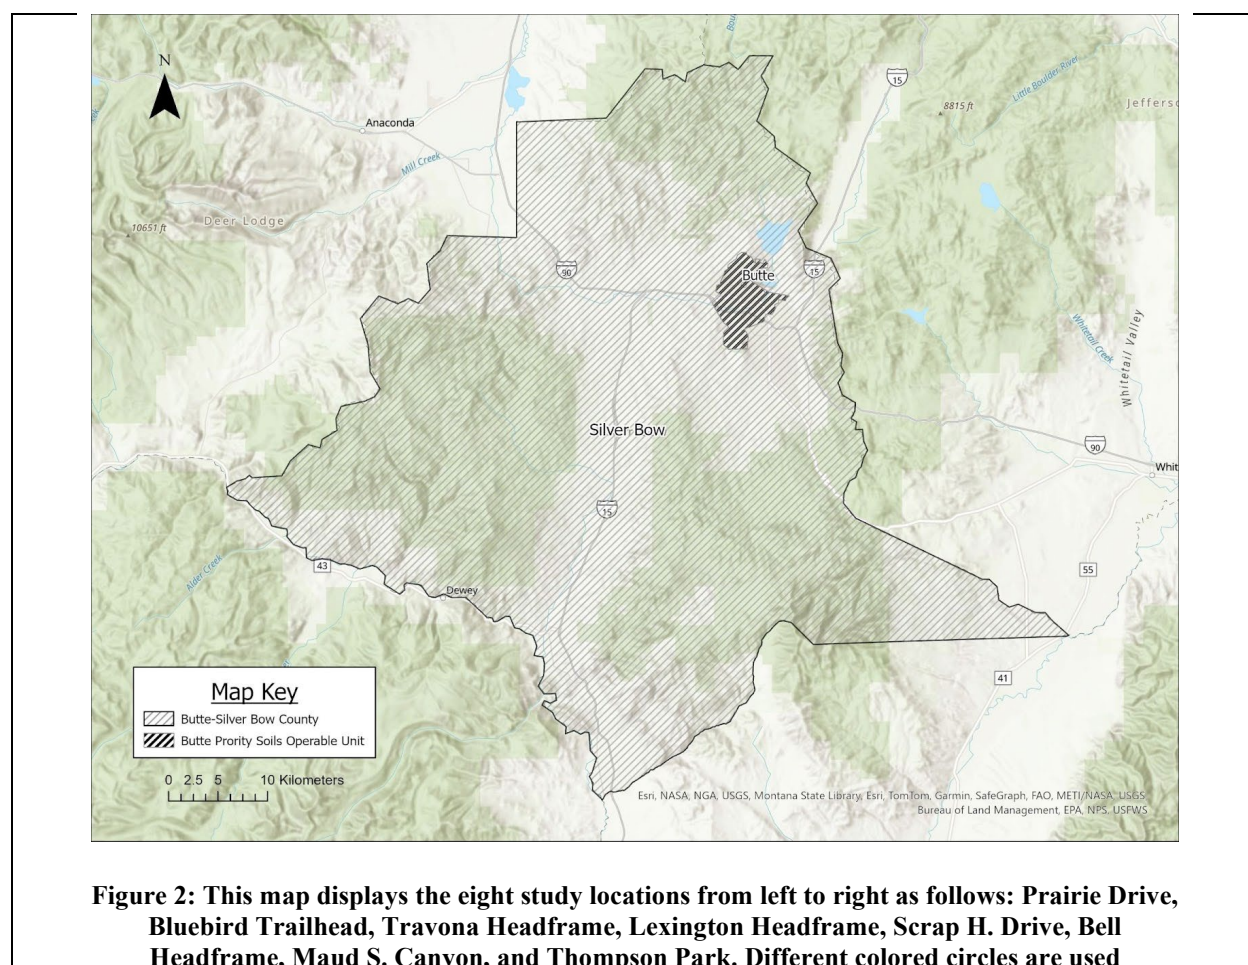 N
Anaconda
Mill Creek
Deer Lodge
10651 ft
15
8815 ft
Little Boulder River
Jefferso
90
Butte
15
Whitetail Creek
Whitetail Valley
Silver Bow
90
Whit
15
43
Alder Creek
Dewey
55
41
Map Key
Butte-Silver Bow County
Butte Prority Soils Operable Unit
0 2.5 5 10 Kilometers
Esri, NASA, NGA, USGS, Montana State Library, Esri, TomTom, Garmin, SafeGraph, FAO, METI/NASA, USGS,
Bureau of Land Management, EPA, NPS, USFWS
Figure 2: This map displays the eight study locations from left to right as follows: Prairie Drive,
Bluebird Trailhead, Travona Headframe, Lexington Headframe, Scrap H. Drive, Bell
Headframe, Maud S. Canyon, and Thompson Park. Different colored circles are used